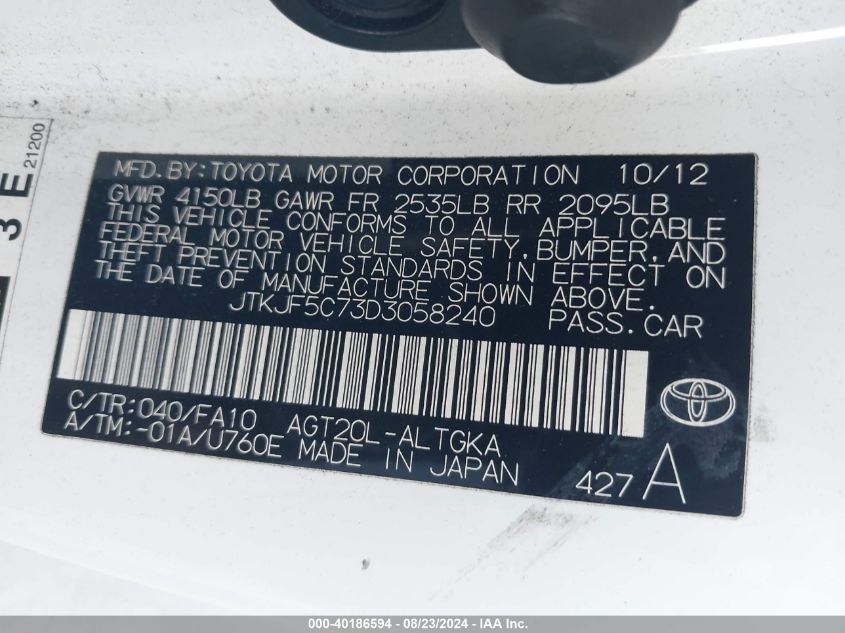 3 E
21200
MFD.BY:TOYOTA MOTOR CORPORATION 10/12
GVWR 4150LB GAWR FR 2535LB RR 2095LB
THIS VEHICLE CONFORMS TO ALL APPLICABLE
FEDERAL MOTOR VEHICLE SAFETY,BUMPER,AND
THEFT PREVENTION STANDARDS IN EFFECT ON
THE DATE OF MANUFACTURE SHOWN ABOVE.
JTKJF5C73D3058240 PASS.CAR
C/TR:040/FA10 AGT20L-ALTGKA
A/TM:-01A/U760E MADE IN JAPAN
427 A
000-40186594 - 08/23/2024 - IAA Inc.